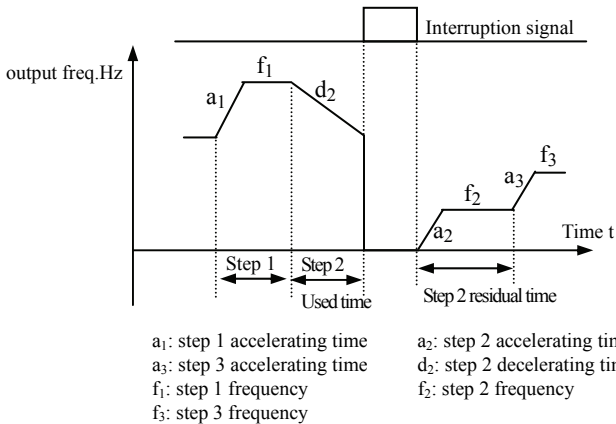 Interruption signal
output freq.Hz
f1
a1
d2
f3
a3
f2
a2
Time t
Step 1
Step 2
Used time
Step 2 residual time
a1: step 1 accelerating time
a2: step 2 accelerating
a3: step 3 accelerating time
d2: step 2 decelerating
f1: step 1 frequency
f2: step 2 frequency
f3: step 3 frequency